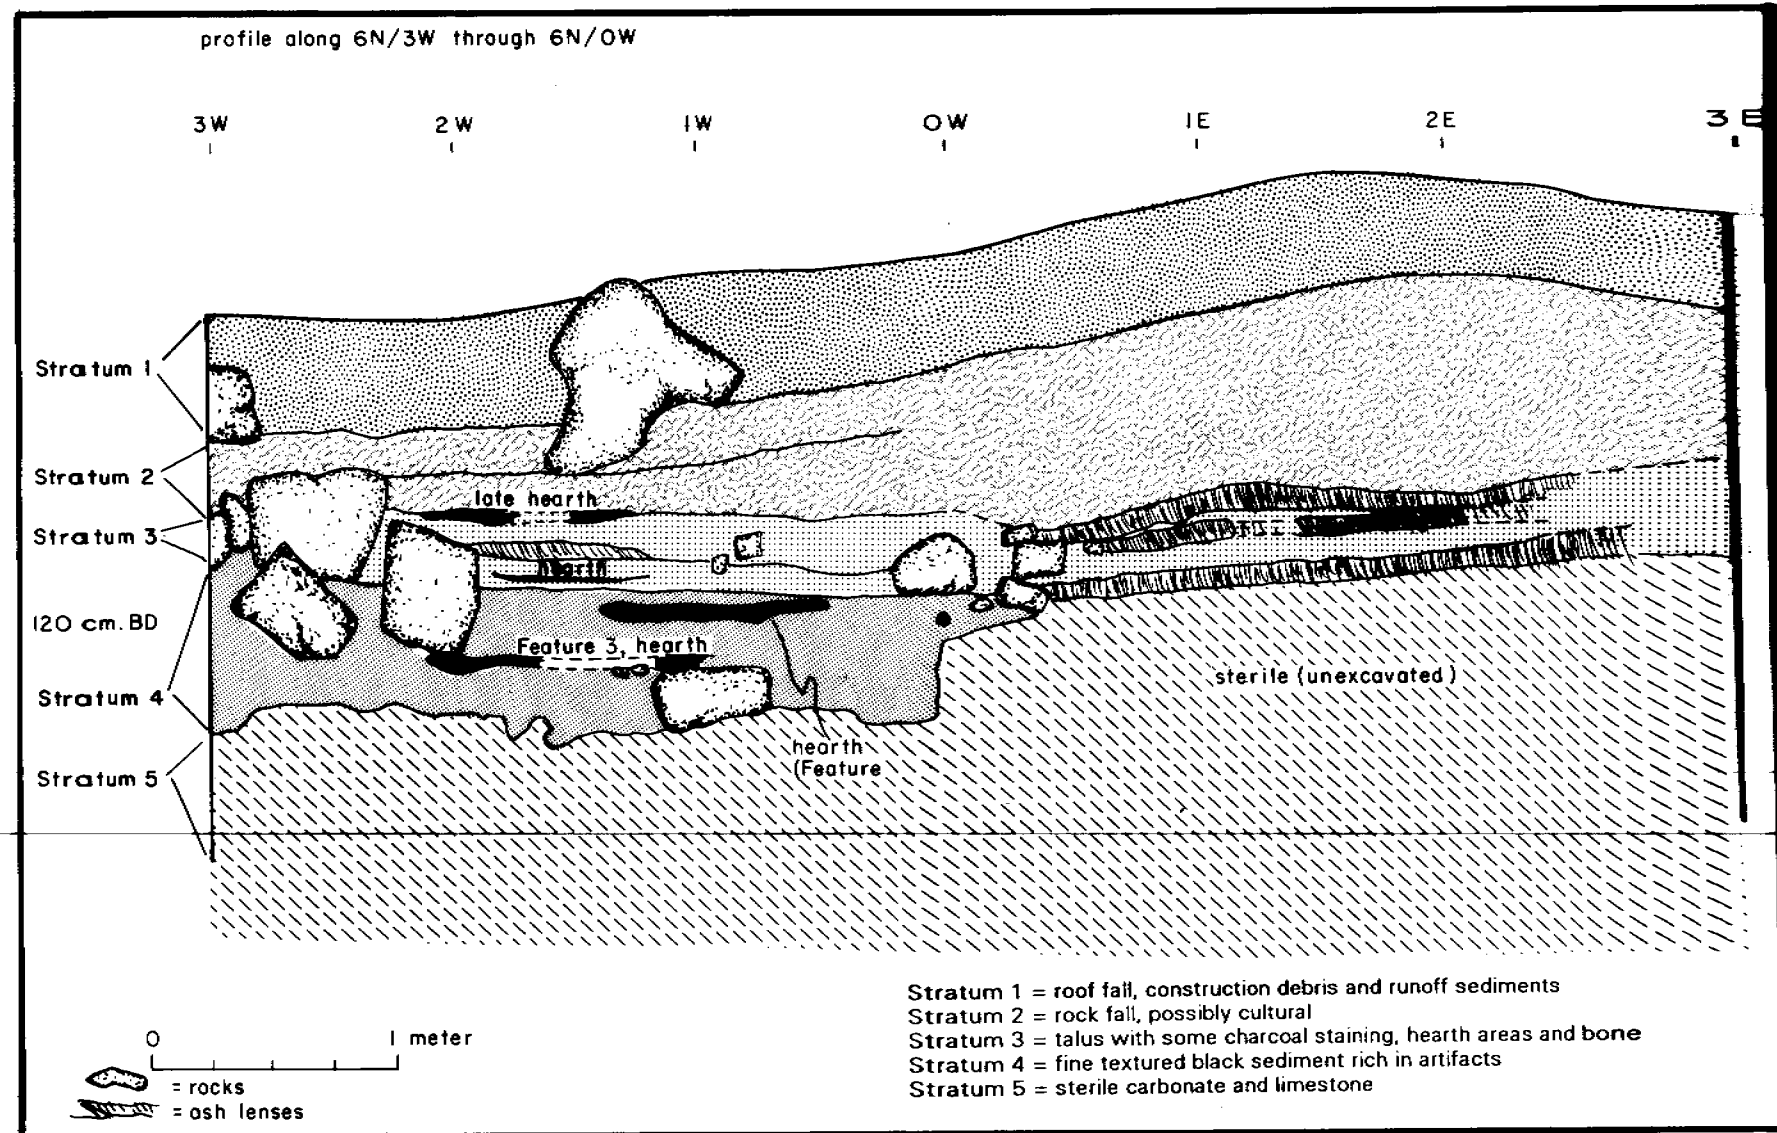 profile along 6N/3W through 6N/0W
3W 2W 1W 0W 1E 2E 3E
Stratum 1
Stratum 2
late hearth
Stratum 3
hearth
120 cm. BD
Feature 3, hearth
sterile (unexcavated)
Stratum 4
hearth
(Feature
Stratum 5
Stratum 1 = roof fall, construction debris and runoff sediments
Stratum 2 = rock fall, possibly cultural
Stratum 3 = talus with some charcoal staining, hearth areas and bone
Stratum 4 = fine textured black sediment rich in artifacts
Stratum 5 = sterile carbonate and limestone
0 1 meter
= rocks
= ash lenses